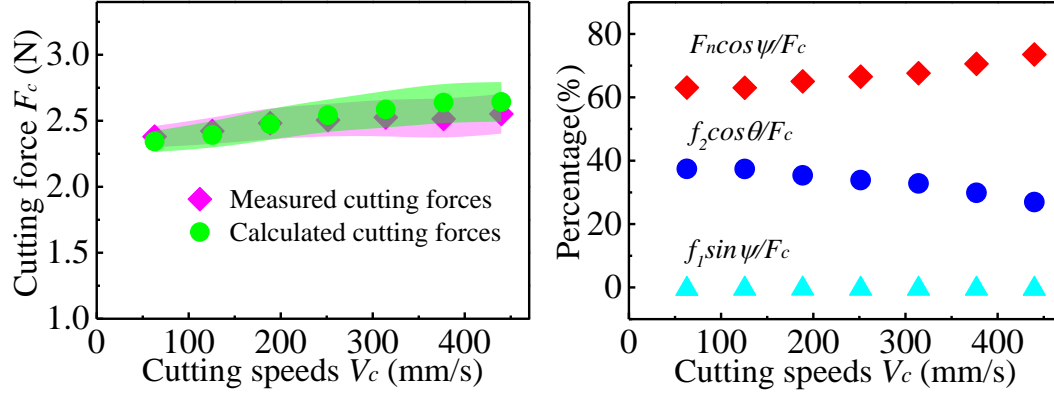 Cutting force Fc (N)
3.0
2.5
2.0
1.5
1.0
Measured cutting forces
Calculated cutting forces
0 100 200 300 400
Cutting speeds Vc (mm/s)
Percentage(%)
80
60
40
20
0
Fncosψ/Fc
f2cosθ/Fc
f1sinψ/Fc
0 100 200 300 400
Cutting speeds Vc (mm/s)